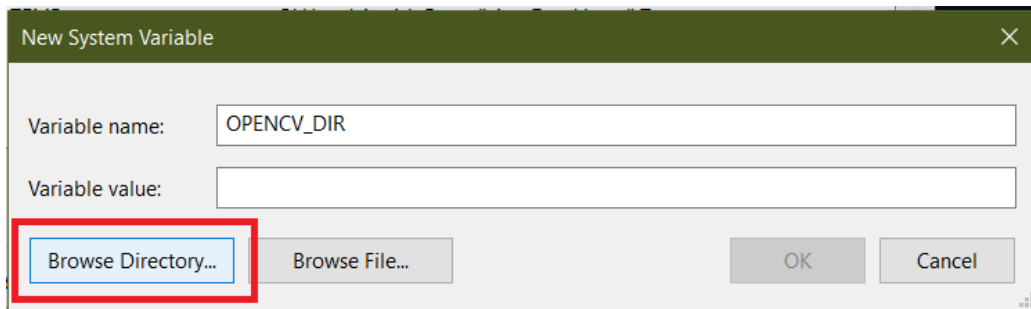 New System Variable
Variable name: OPENCV_DIR
Variable value:
Browse Directory... Browse File... OK Cancel